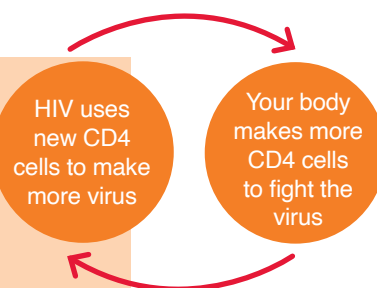 HIV uses
new CD4
cells to make
more virus
Your body
makes more
CD4 cells
to fight the
virus